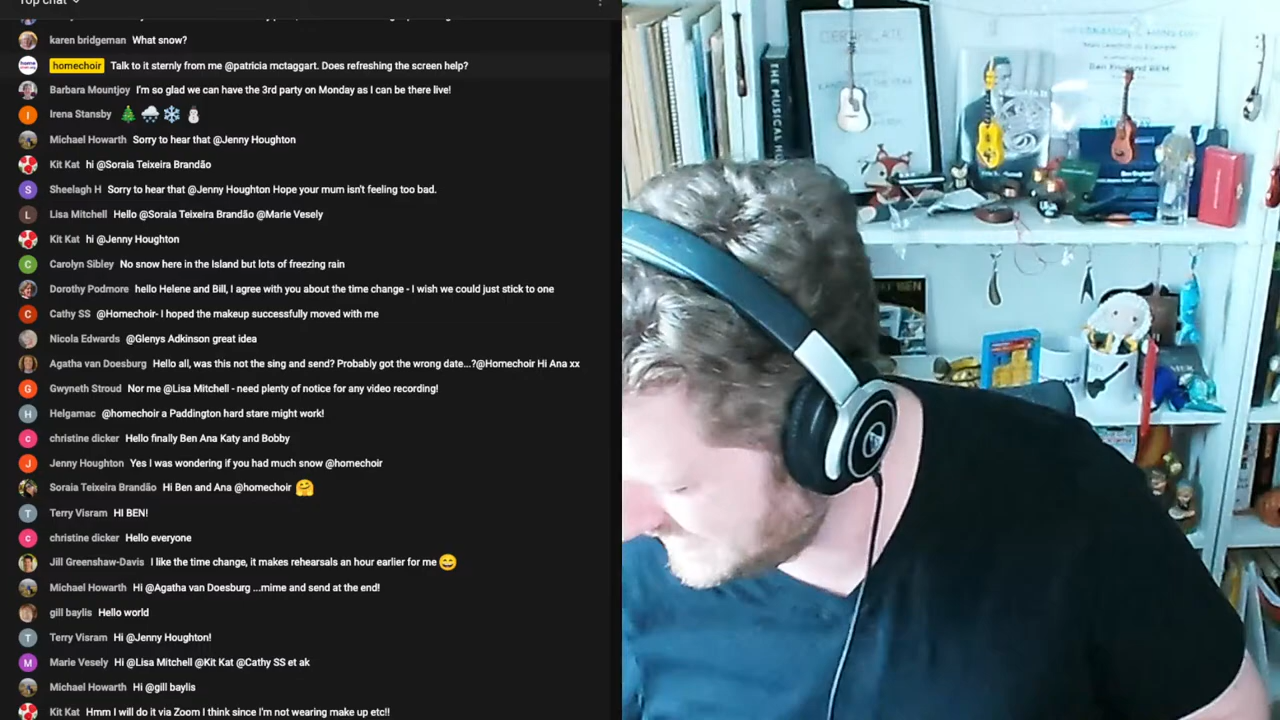 Top chat
karen bridgeman What snow?
homechoir Talk to it sternly from me @patricia mctaggart. Does refreshing the screen help?
Barbara Mountjoy I'm so glad we can have the 3rd party on Monday as I can be there live!
Irena Stansby 🎄 🌨 ❄ ⛄
Michael Howarth Sorry to hear that @Jenny Houghton
Kit Kat hi @Soraia Teixeira Brandão
Sheelagh H Sorry to hear that @Jenny Houghton Hope your mum isn't feeling too bad.
Lisa Mitchell Hello @Soraia Teixeira Brandão @Marie Vesely
Kit Kat hi @Jenny Houghton
Carolyn Sibley No snow here in the Island but lots of freezing rain
Dorothy Podmore hello Helene and Bill, I agree with you about the time change - I wish we could just stick to one
Cathy SS @Homechoir- I hoped the makeup successfully moved with me
Nicola Edwards @Glenys Adkinson great idea
Agatha van Doesburg Hello all, was this not the sing and send? Probably got the wrong date...?@Homechoir Hi Ana xx
Gwyneth Stroud Nor me @Lisa Mitchell - need plenty of notice for any video recording!
Helgamac @homechoir a Paddington hard stare might work!
christine dicker Hello finally Ben Ana Katy and Bobby
Jenny Houghton Yes I was wondering if you had much snow @homechoir
Soraia Teixeira Brandão Hi Ben and Ana @homechoir 🤗
Terry Visram HI BEN!
christine dicker Hello everyone
Jill Greenshaw-Davis I like the time change, it makes rehearsals an hour earlier for me 😄
Michael Howarth Hi @Agatha van Doesburg ...mime and send at the end!
gill baylis Hello world
Terry Visram Hi @Jenny Houghton!
Marie Vesely Hi @Lisa Mitchell @Kit Kat @Cathy SS et ak
Michael Howarth Hi @gill baylis
Kit Kat Hmm I will do it via Zoom I think since I'm not wearing make up etc!!
CERTIFICATE
THE MUSICAL
Ben England BEM